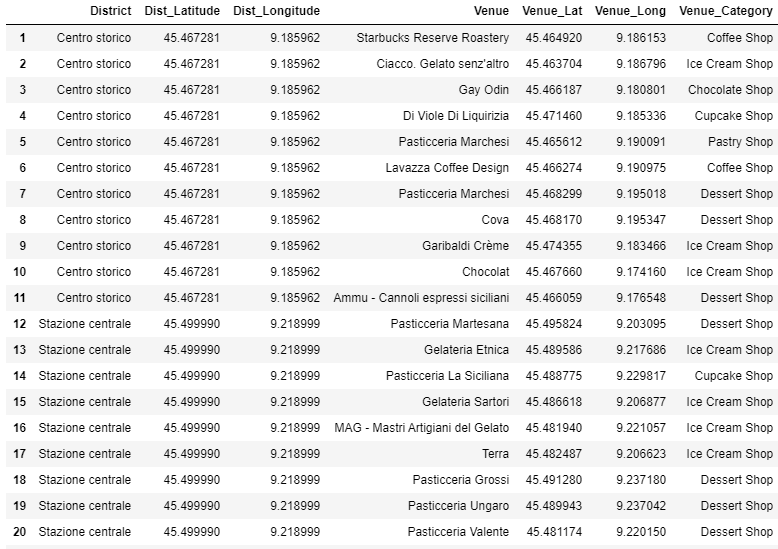 District Dist_Latitude Dist_Longitude Venue Venue_Lat Venue_Long Venue_Category
1 Centro storico 45.467281 9.185962 Starbucks Reserve Roastery 45.464920 9.186153 Coffee Shop
2 Centro storico 45.467281 9.185962 Ciacco. Gelato senz'altro 45.463704 9.186796 Ice Cream Shop
3 Centro storico 45.467281 9.185962 Gay Odin 45.466187 9.180801 Chocolate Shop
4 Centro storico 45.467281 9.185962 Di Viole Di Liquirizia 45.471460 9.185336 Cupcake Shop
5 Centro storico 45.467281 9.185962 Pasticceria Marchesi 45.465612 9.190091 Pastry Shop
6 Centro storico 45.467281 9.185962 Lavazza Coffee Design 45.466274 9.190975 Coffee Shop
7 Centro storico 45.467281 9.185962 Pasticceria Marchesi 45.468299 9.195018 Dessert Shop
8 Centro storico 45.467281 9.185962 Cova 45.468170 9.195347 Dessert Shop
9 Centro storico 45.467281 9.185962 Garibaldi Crème 45.474355 9.183466 Ice Cream Shop
10 Centro storico 45.467281 9.185962 Chocolat 45.467660 9.174160 Ice Cream Shop
11 Centro storico 45.467281 9.185962 Ammu - Cannoli espressi siciliani 45.466059 9.176548 Dessert Shop
12 Stazione centrale 45.499990 9.218999 Pasticceria Martesana 45.495824 9.203095 Dessert Shop
13 Stazione centrale 45.499990 9.218999 Gelateria Etnica 45.489586 9.217686 Ice Cream Shop
14 Stazione centrale 45.499990 9.218999 Pasticceria La Siciliana 45.488775 9.229817 Cupcake Shop
15 Stazione centrale 45.499990 9.218999 Gelateria Sartori 45.486618 9.206877 Ice Cream Shop
16 Stazione centrale 45.499990 9.218999 MAG - Mastri Artigiani del Gelato 45.481940 9.221057 Ice Cream Shop
17 Stazione centrale 45.499990 9.218999 Terra 45.482487 9.206623 Ice Cream Shop
18 Stazione centrale 45.499990 9.218999 Pasticceria Grossi 45.491280 9.237180 Dessert Shop
19 Stazione centrale 45.499990 9.218999 Pasticceria Ungaro 45.489943 9.237042 Dessert Shop
20 Stazione centrale 45.499990 9.218999 Pasticceria Valente 45.481174 9.220150 Dessert Shop